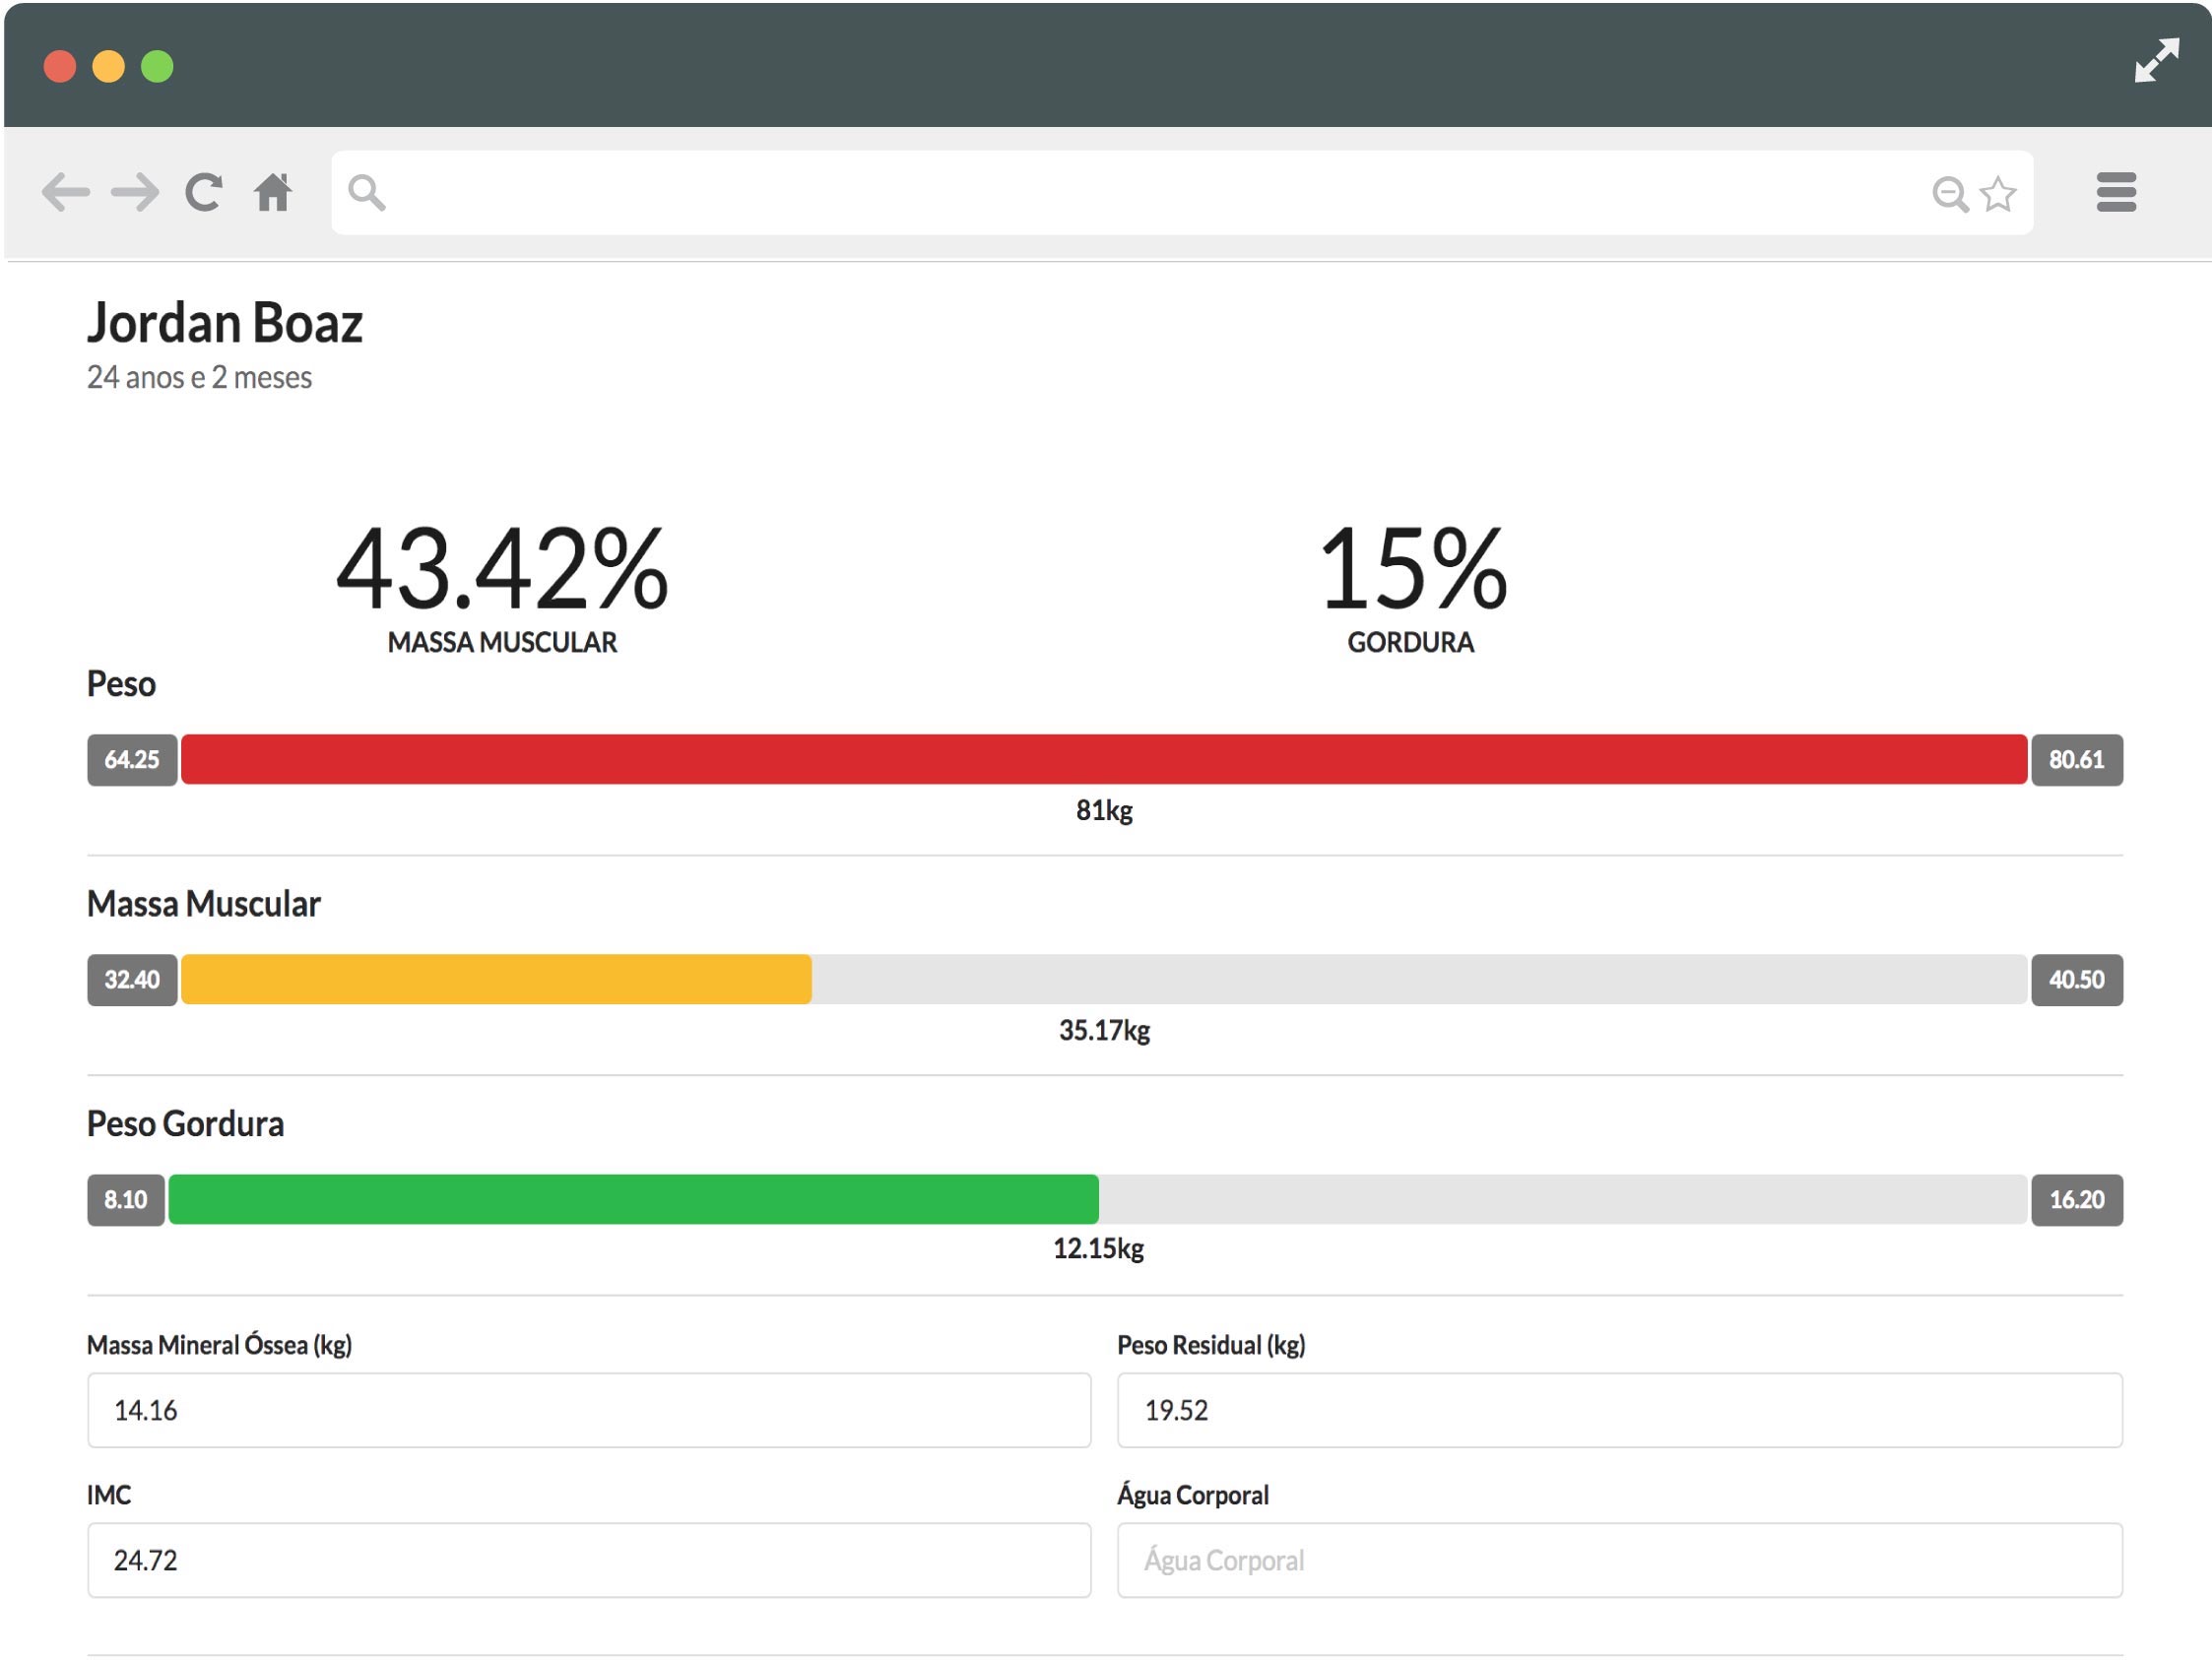 Jordan Boaz
24 anos e 2 meses
43.42%
MASSA MUSCULAR
15%
GORDURA
Peso
64.25
80.61
81kg
Massa Muscular
32.40
40.50
35.17kg
Peso Gordura
8.10
16.20
12.15kg
Massa Mineral Óssea (kg)
14.16
Peso Residual (kg)
19.52
IMC
24.72
Água Corporal
Água Corporal